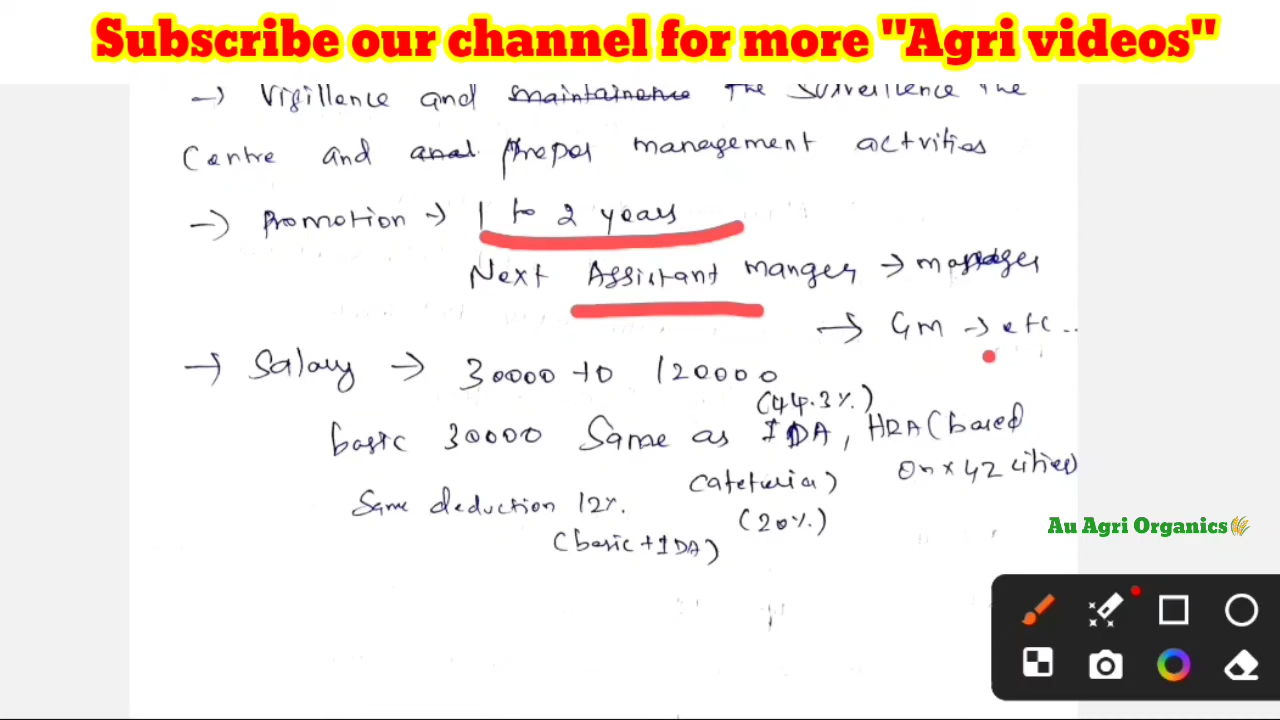 Subscribe our channel for more "Agri videos"
→ Vigillence and maintainence The Surveillence the
Centre and and proper management activities
→ Promotion → 1 to 2 years
Next Assistant manger → manager
→ GM → etc ..
→ Salary → 30000 to 120000
(44.3%)
basic 30000 Same as IDA, HRA (based
on x42 cities)
cafeteria)
(20%)
Same deduction 12%.
(basic + IDA)
Au Agri Organics